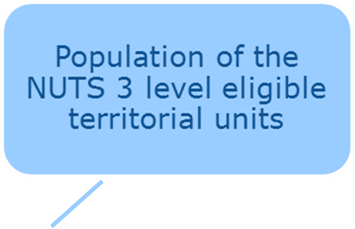 Population of the
NUTS 3 level eligible
territorial units